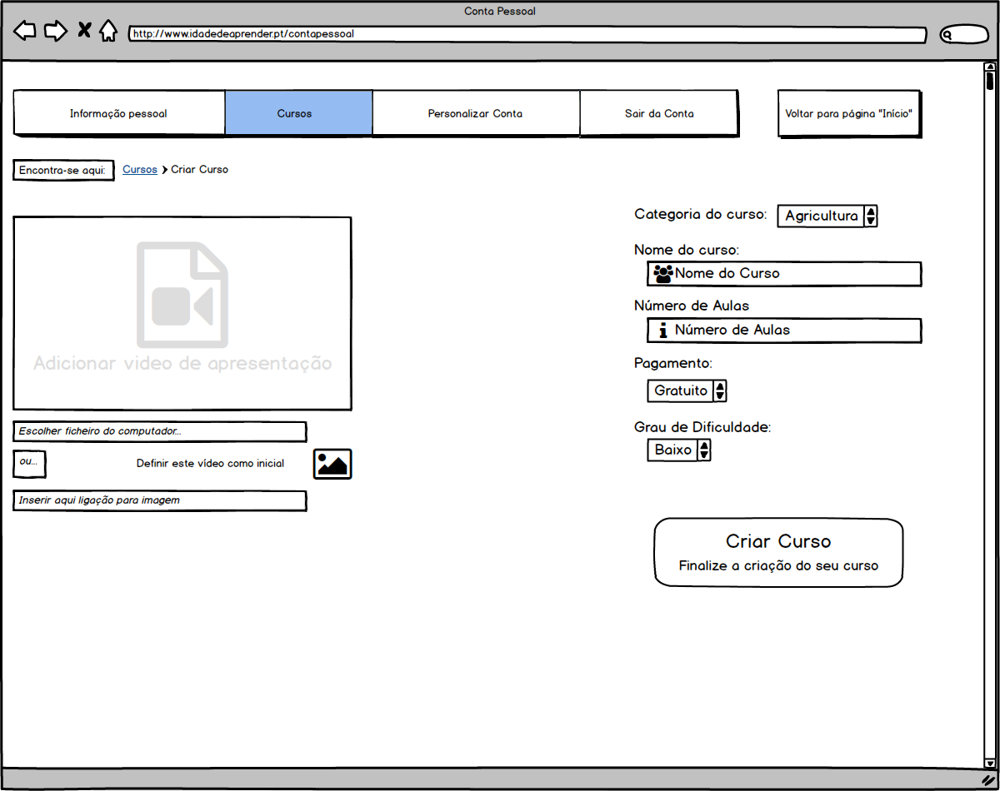 Conta Pessoal
http://www.idadedeaprender.pt/contapessoal
Informação pessoal
Cursos
Personalizar Conta
Sair da Conta
Voltar para página "Início"
Encontra-se aqui:
Cursos
Criar Curso
Adicionar video de apresentação
Escolher ficheiro do computador...
ou...
Definir este vídeo como inicial
Inserir aqui ligação para imagem
Categoria do curso:
Agricultura
Nome do curso:
Nome do Curso
Número de Aulas
Número de Aulas
Pagamento:
Gratuito
Grau de Dificuldade:
Baixo
Criar Curso
Finalize a criação do seu curso